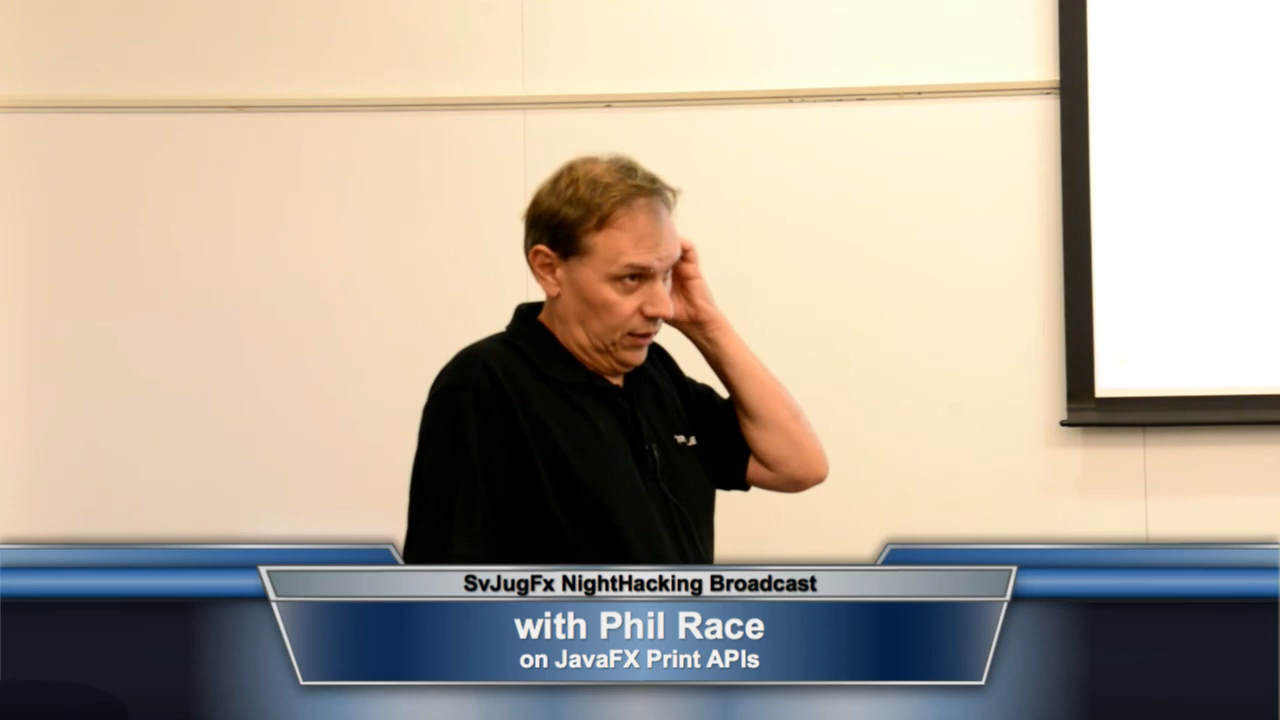 SvJugFx NightHacking Broadcast
with Phil Race
on JavaFX Print APIs